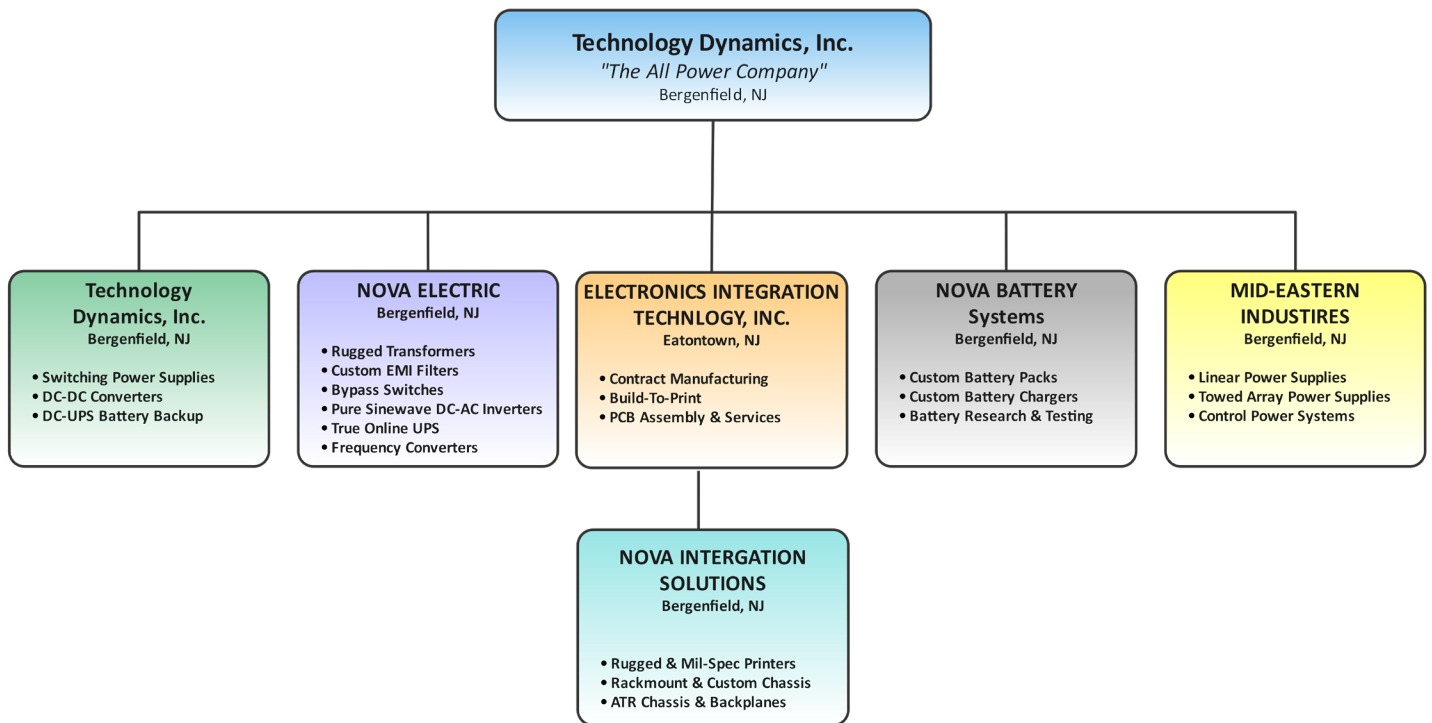 Technology Dynamics, Inc.
"The All Power Company"
Bergenfield, NJ
Technology
Dynamics, Inc.
Bergenfield, NJ
• Switching Power Supplies
• DC-DC Converters
• DC-UPS Battery Backup
NOVA ELECTRIC
Bergenfield, NJ
• Rugged Transformers
• Custom EMI Filters
• Bypass Switches
• Pure Sinewave DC-AC Inverters
• True Online UPS
• Frequency Converters
ELECTRONICS INTEGRATION
TECHNLOGY, INC.
Eatontown, NJ
• Contract Manufacturing
• Build-To-Print
• PCB Assembly & Services
NOVA BATTERY
Systems
Bergenfield, NJ
• Custom Battery Packs
• Custom Battery Chargers
• Battery Research & Testing
MID-EASTERN
INDUSTIRES
Bergenfield, NJ
• Linear Power Supplies
• Towed Array Power Supplies
• Control Power Systems
NOVA INTERGATION
SOLUTIONS
Bergenfield, NJ
• Rugged & Mil-Spec Printers
• Rackmount & Custom Chassis
• ATR Chassis & Backplanes